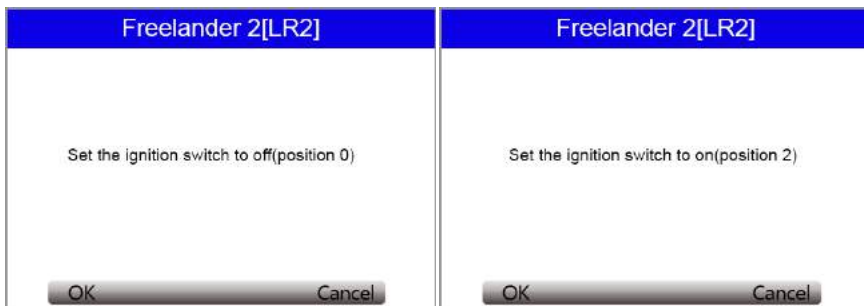 Freelander 2[LR2]
Set the ignition switch to off(position 0)
OK Cancel
Freelander 2[LR2]
Set the ignition switch to on(position 2)
OK Cancel